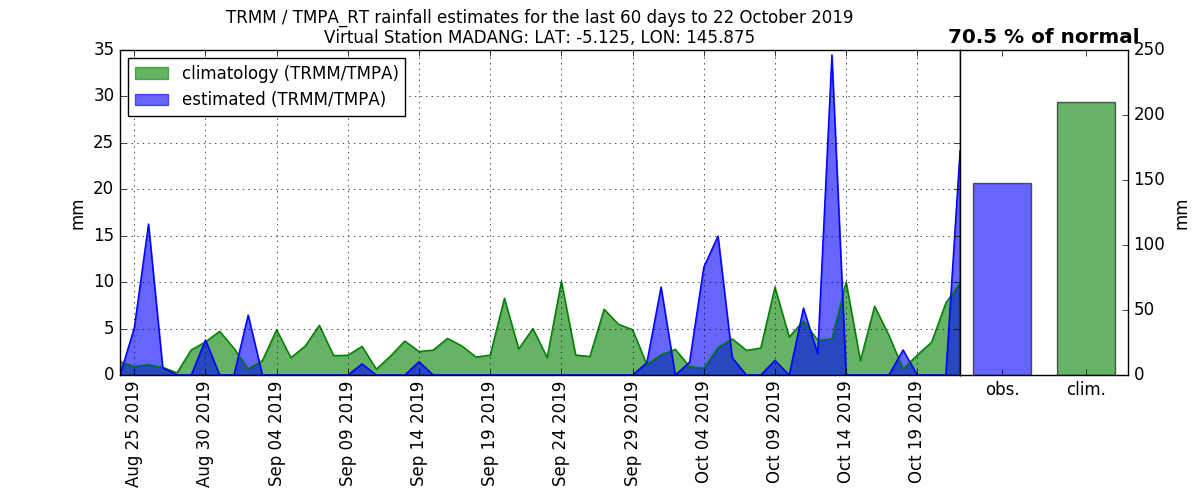 TRMM / TMPA_RT rainfall estimates for the last 60 days to 22 October 2019
Virtual Station MADANG: LAT: -5.125, LON: 145.875
70.5 % of normal
climatology (TRMM/TMPA)
estimated (TRMM/TMPA)
35
30
25
20
15
10
5
0
mm
Aug 25 2019
Aug 30 2019
Sep 04 2019
Sep 09 2019
Sep 14 2019
Sep 19 2019
Sep 24 2019
Sep 29 2019
Oct 04 2019
Oct 09 2019
Oct 14 2019
Oct 19 2019
obs.
clim.
250
200
150
100
50
0
mm